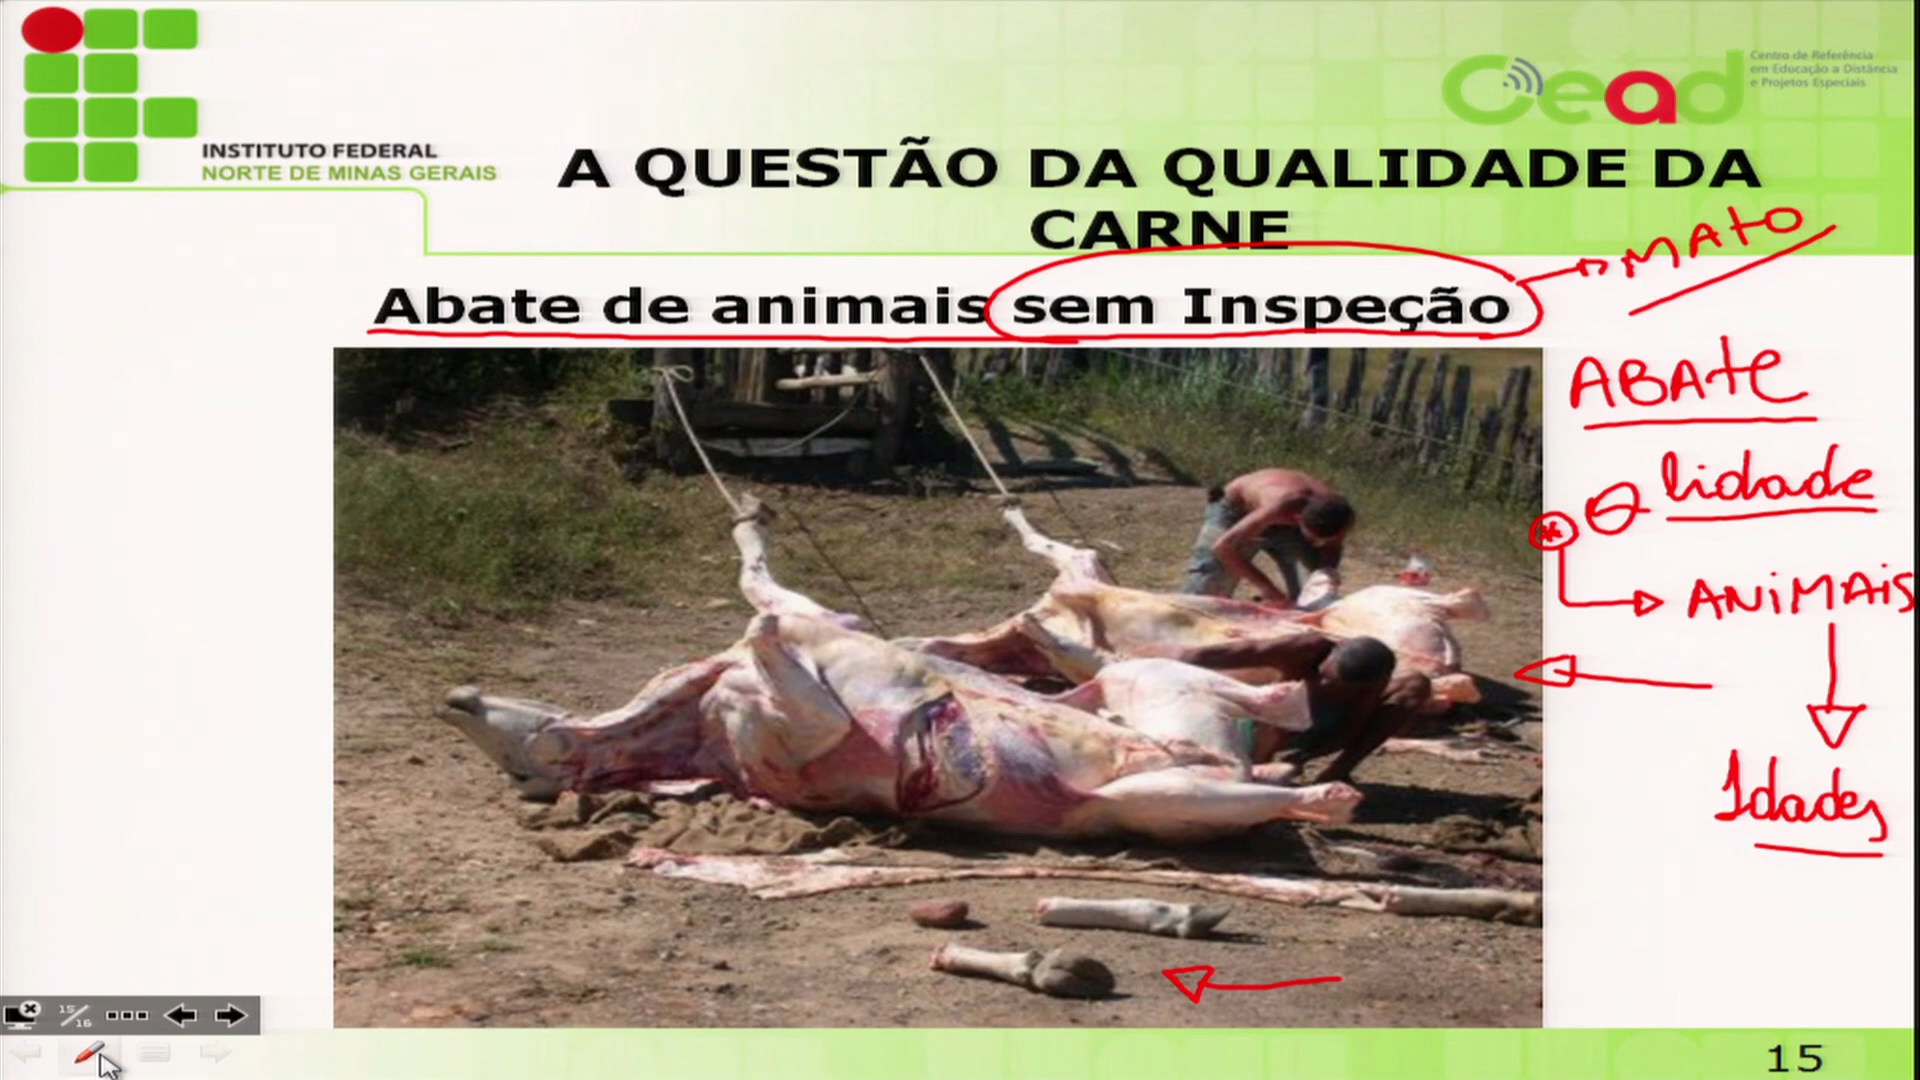 INSTITUTO FEDERAL
NORTE DE MINAS GERAIS
Cead
Centro de Referência
em Educação a Distância
e Projetos Especiais
A QUESTÃO DA QUALIDADE DA
CARNE
MATO
Abate de animais sem Inspeção
ABAte
* Q lidade
ANiMAis
Idades
15/16
15